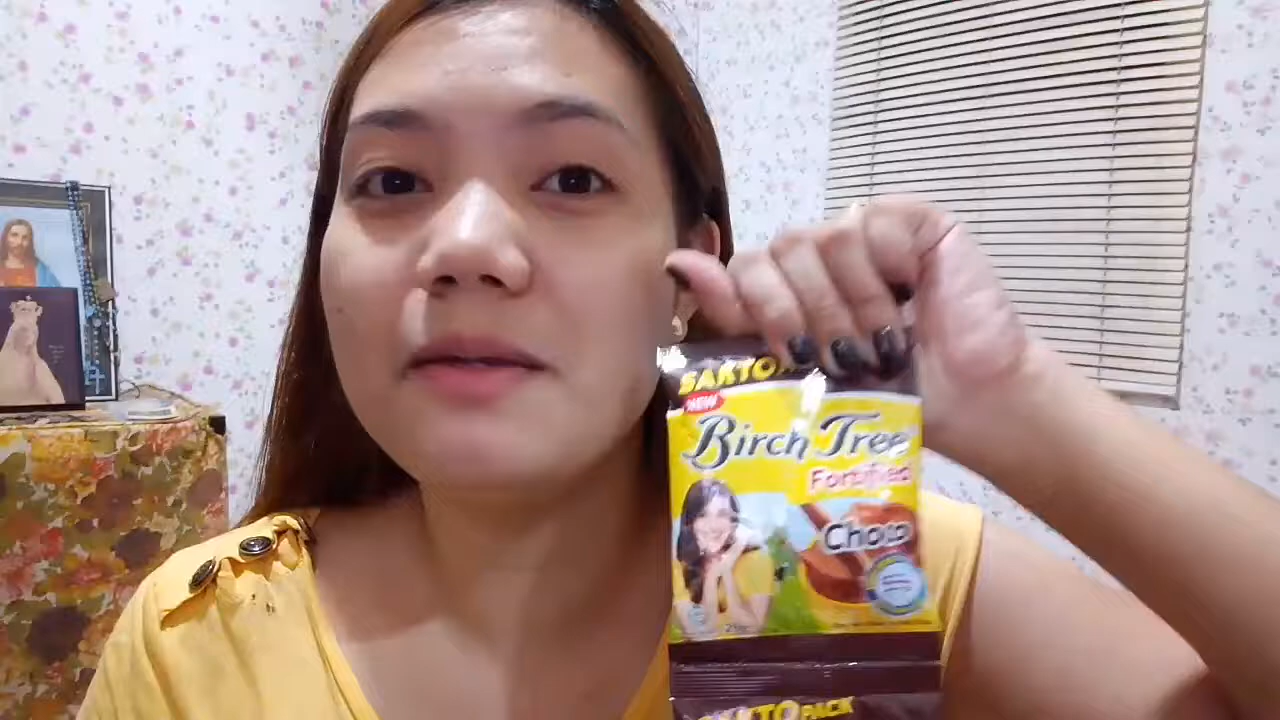 SAKTO
NEW
Birch Tree
Fortified
Choco
SAKTO PACK